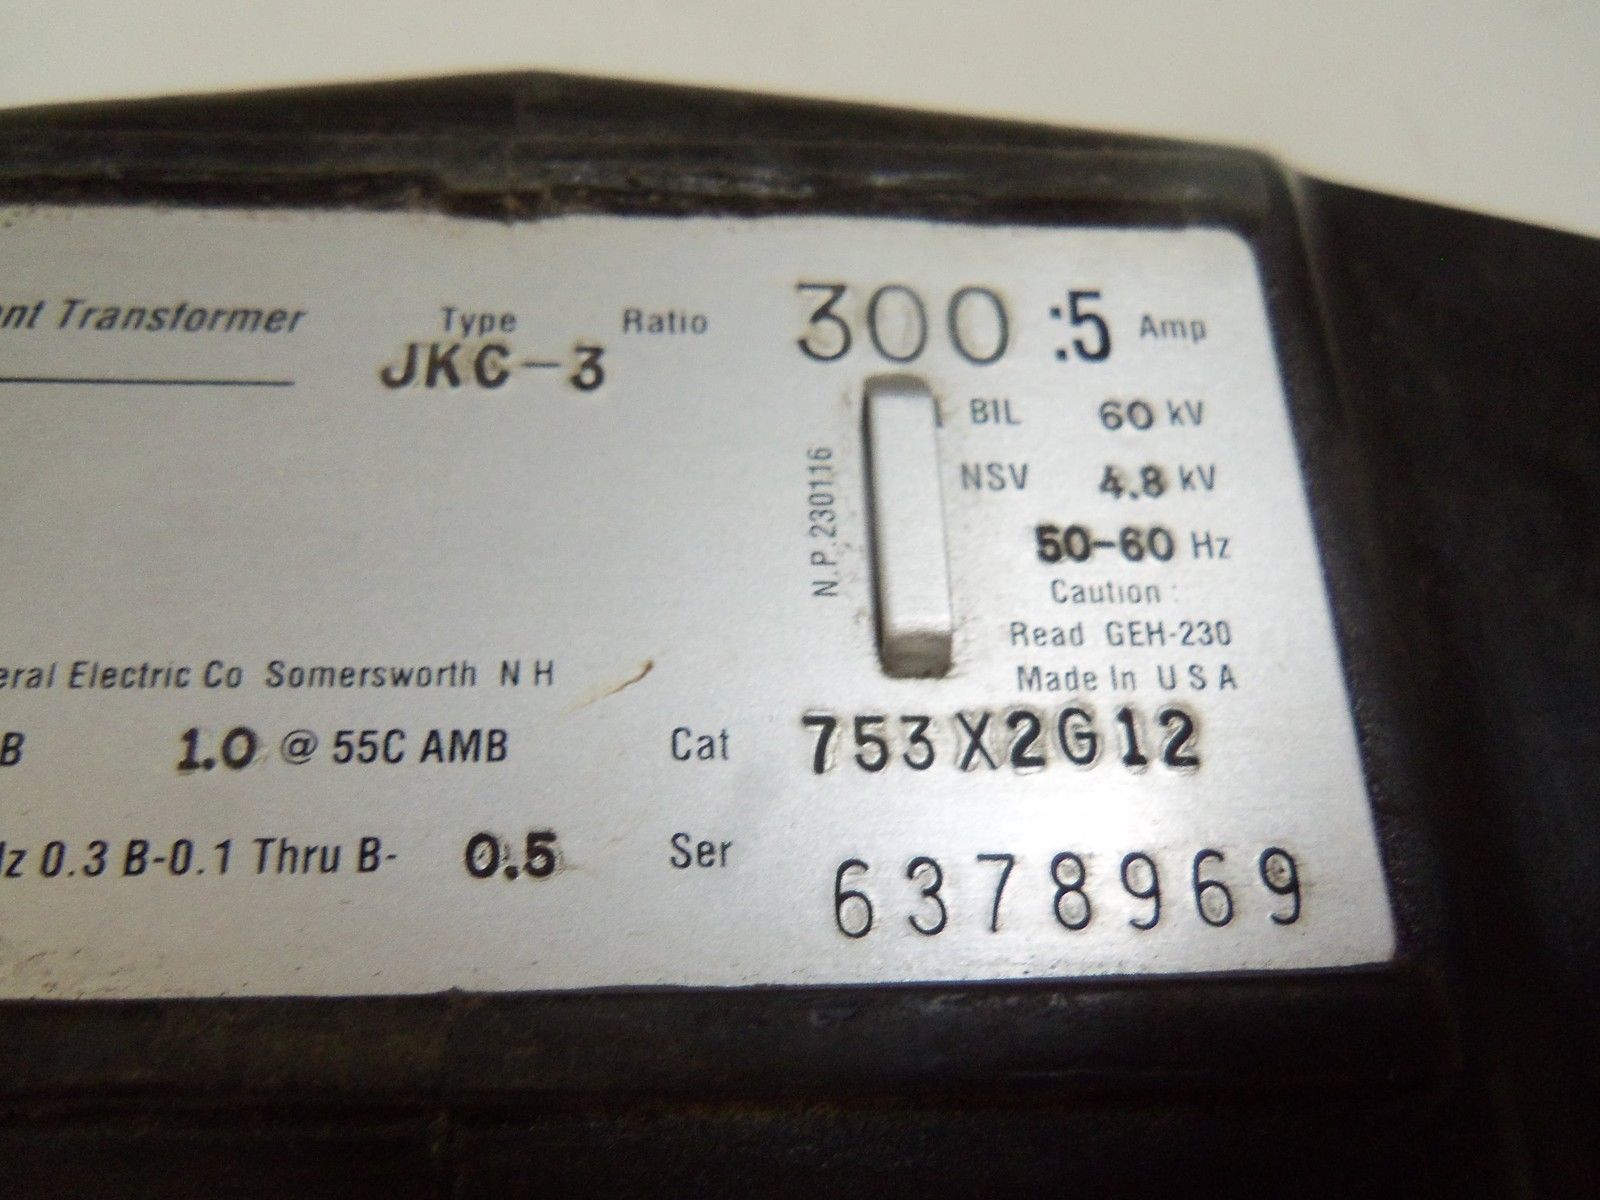 nt Transformer Type Ratio 300 :5 Amp
JKC-3
BIL 60 kV
NSV 4.8 kV
N.P. 230116
50-60 Hz
Caution :
Read GEH-230
Made In U S A
eral Electric Co Somersworth N H
B 1.0 @ 55C AMB Cat 753X2G12
z 0.3 B-0.1 Thru B- 0.5 Ser 6378969